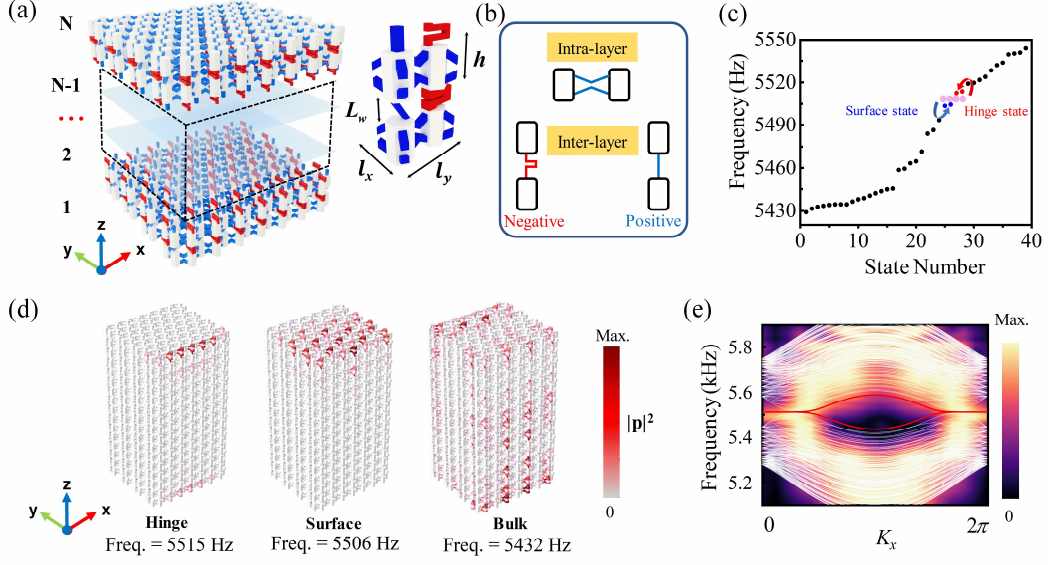 (a)
N
N-1
2
1
z
y
x
h
L_w
l_x
l_y
(b)
Intra-layer
Inter-layer
Negative
Positive
(c)
Frequency (Hz)
5550
5520
5490
5460
5430
Surface state
Hinge state
0
10
20
30
40
State Number
(d)
z
y
x
Hinge
Freq. = 5515 Hz
Surface
Freq. = 5506 Hz
Bulk
Freq. = 5432 Hz
Max.
|p|²
0
(e)
Frequency (kHz)
5.8
5.6
5.4
5.2
0
K_x
2π
Max.
0